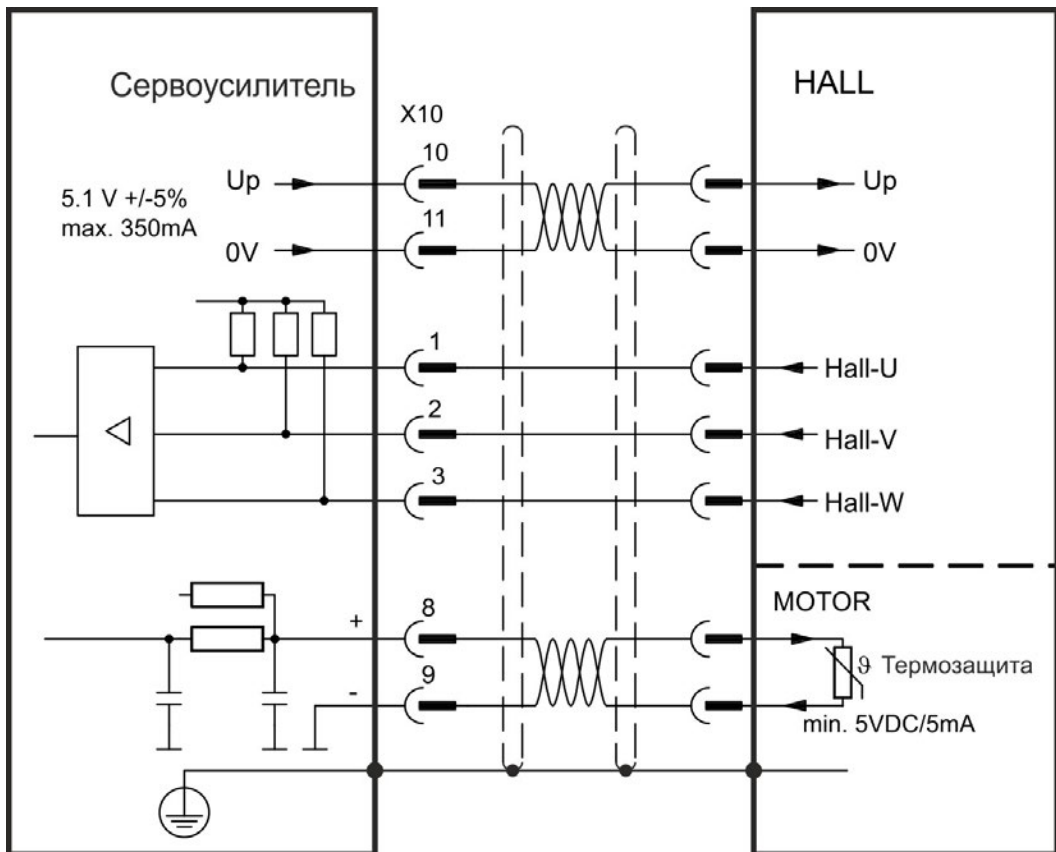 Сервоусилитель
HALL
X10
5.1 V +/-5%
max. 350mA
Up
10
Up
0V
11
0V
1
Hall-U
2
Hall-V
3
Hall-W
MOTOR
+
8
-
9
ϑ Термозащита
min. 5VDC/5mA